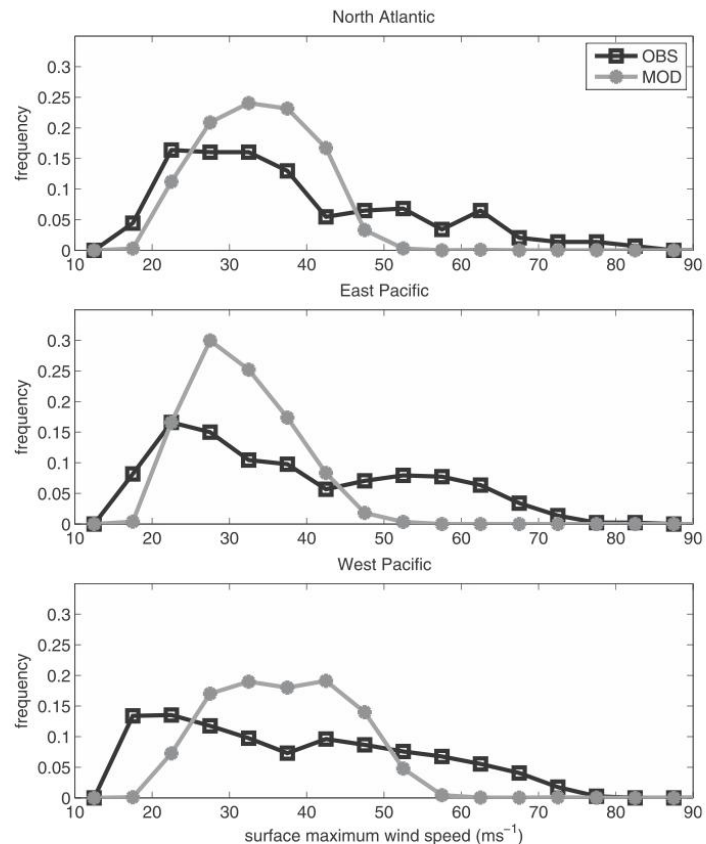 North Atlantic
OBS
MOD
frequency
0.3
0.25
0.2
0.15
0.1
0.05
0
10 20 30 40 50 60 70 80 90
East Pacific
frequency
0.3
0.25
0.2
0.15
0.1
0.05
0
10 20 30 40 50 60 70 80 90
West Pacific
frequency
0.3
0.25
0.2
0.15
0.1
0.05
0
10 20 30 40 50 60 70 80 90
surface maximum wind speed (ms⁻¹)